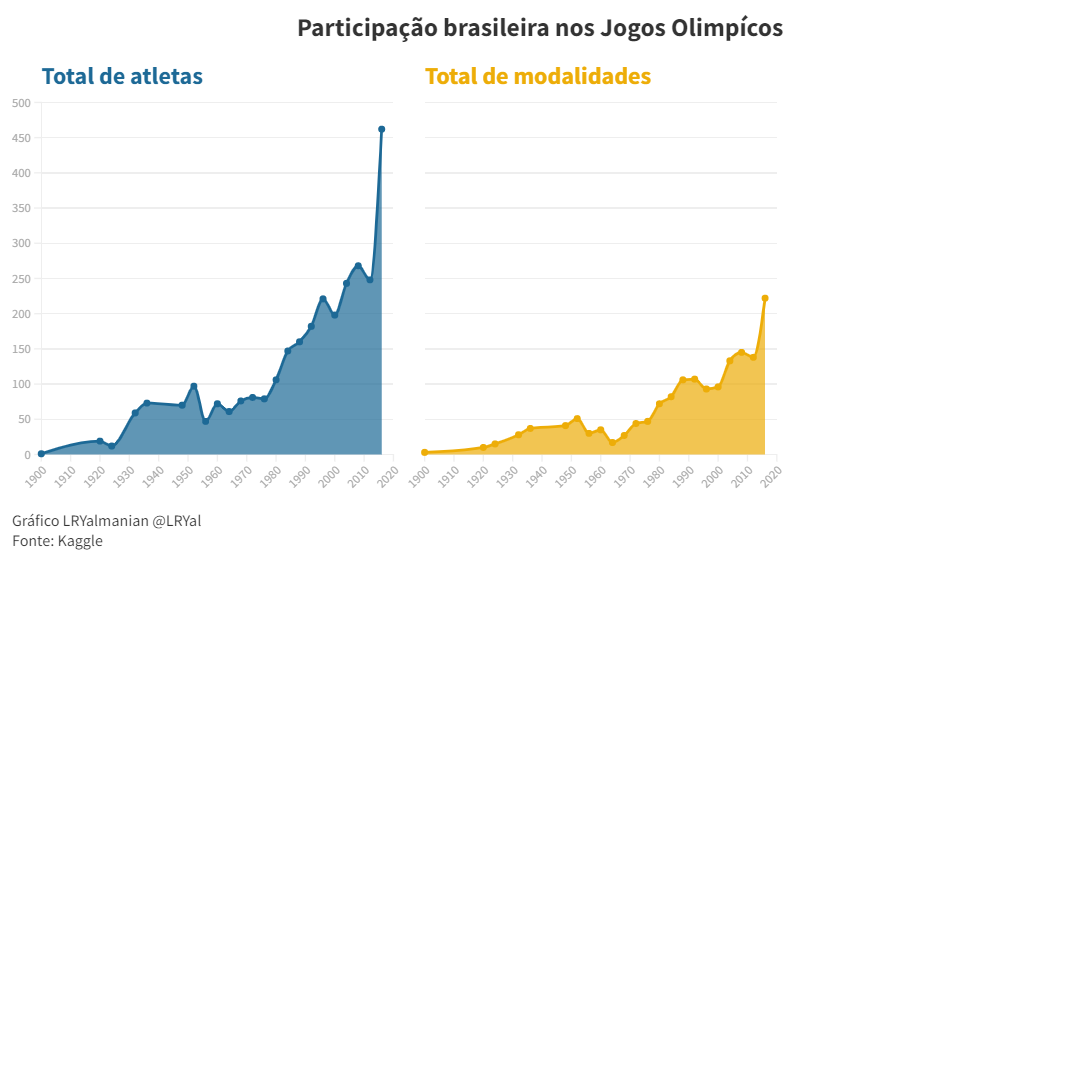 Participação brasileira nos Jogos Olimpícos
Total de atletas
Total de modalidades
500
450
400
350
300
250
200
150
100
50
0
1900 1910 1920 1930 1940 1950 1960 1970 1980 1990 2000 2010 2020
1900 1910 1920 1930 1940 1950 1960 1970 1980 1990 2000 2010 2020
Gráfico LRYalmanian @LRYal
Fonte: Kaggle